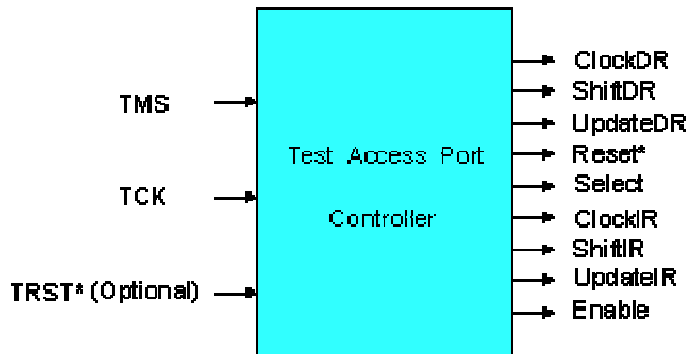 TMS
TCK
TRST* (Optional)
Test Access Port
Controller
ClockDR
ShiftDR
UpdateDR
Reset*
Select
ClockIR
ShiftIR
UpdateIR
Enable